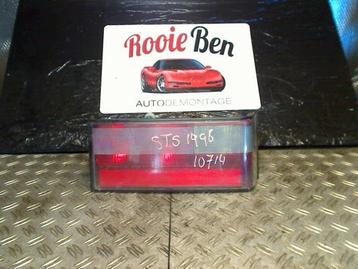 Rooie Ben
AUTODEMONTAGE
STS 1996
10714